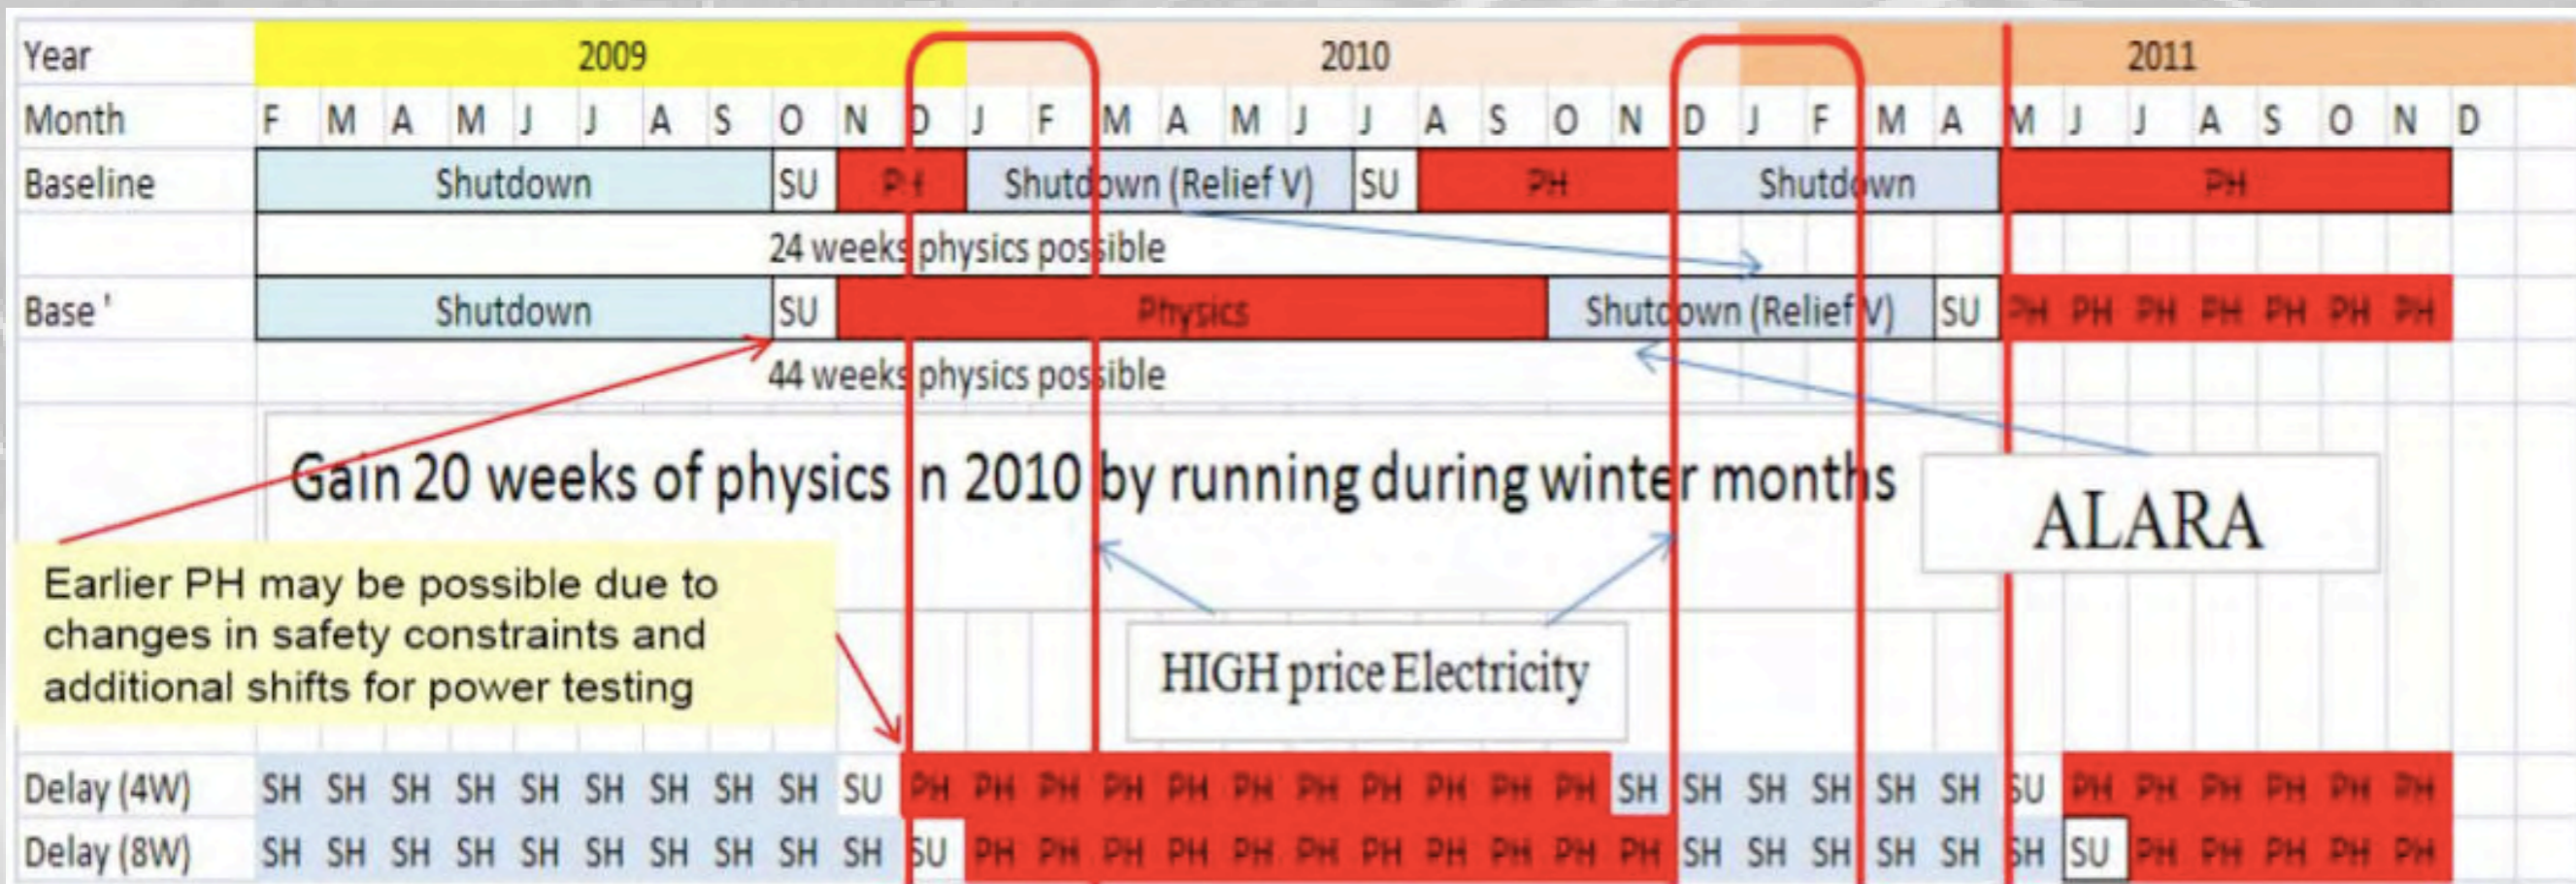 Year 2009 2010 2011
Month F M A M J J A S O N D J F M A M J J A S O N D J F M A M J J A S O N D
Baseline Shutdown SU PH Shutdown (Relief V) SU PH Shutdown PH
24 weeks physics possible
Base ' Shutdown SU Physics Shutdown (Relief V) SU PH PH PH PH PH PH PH
44 weeks physics possible
Gain 20 weeks of physics in 2010 by running during winter months
ALARA
Earlier PH may be possible due to
changes in safety constraints and
additional shifts for power testing
HIGH price Electricity
Delay (4W) SH SH SH SH SH SH SH SH SH SU PH PH PH PH PH PH PH PH PH PH PH SH SH SH SH SH SH SU PH PH PH PH PH PH
Delay (8W) SH SH SH SH SH SH SH SH SH SH SU PH PH PH PH PH PH PH PH PH PH PH SH SH SH SH SH SH SU PH PH PH PH PH